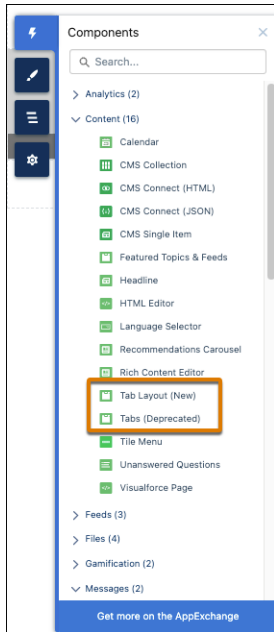 Components
Search...
Analytics (2)
Content (16)
Calendar
CMS Collection
CMS Connect (HTML)
CMS Connect (JSON)
CMS Single Item
Featured Topics & Feeds
Headline
HTML Editor
Language Selector
Recommendations Carousel
Rich Content Editor
Tab Layout (New)
Tabs (Deprecated)
Tile Menu
Unanswered Questions
Visualforce Page
Feeds (3)
Files (4)
Gamification (2)
Messages (2)
Get more on the AppExchange